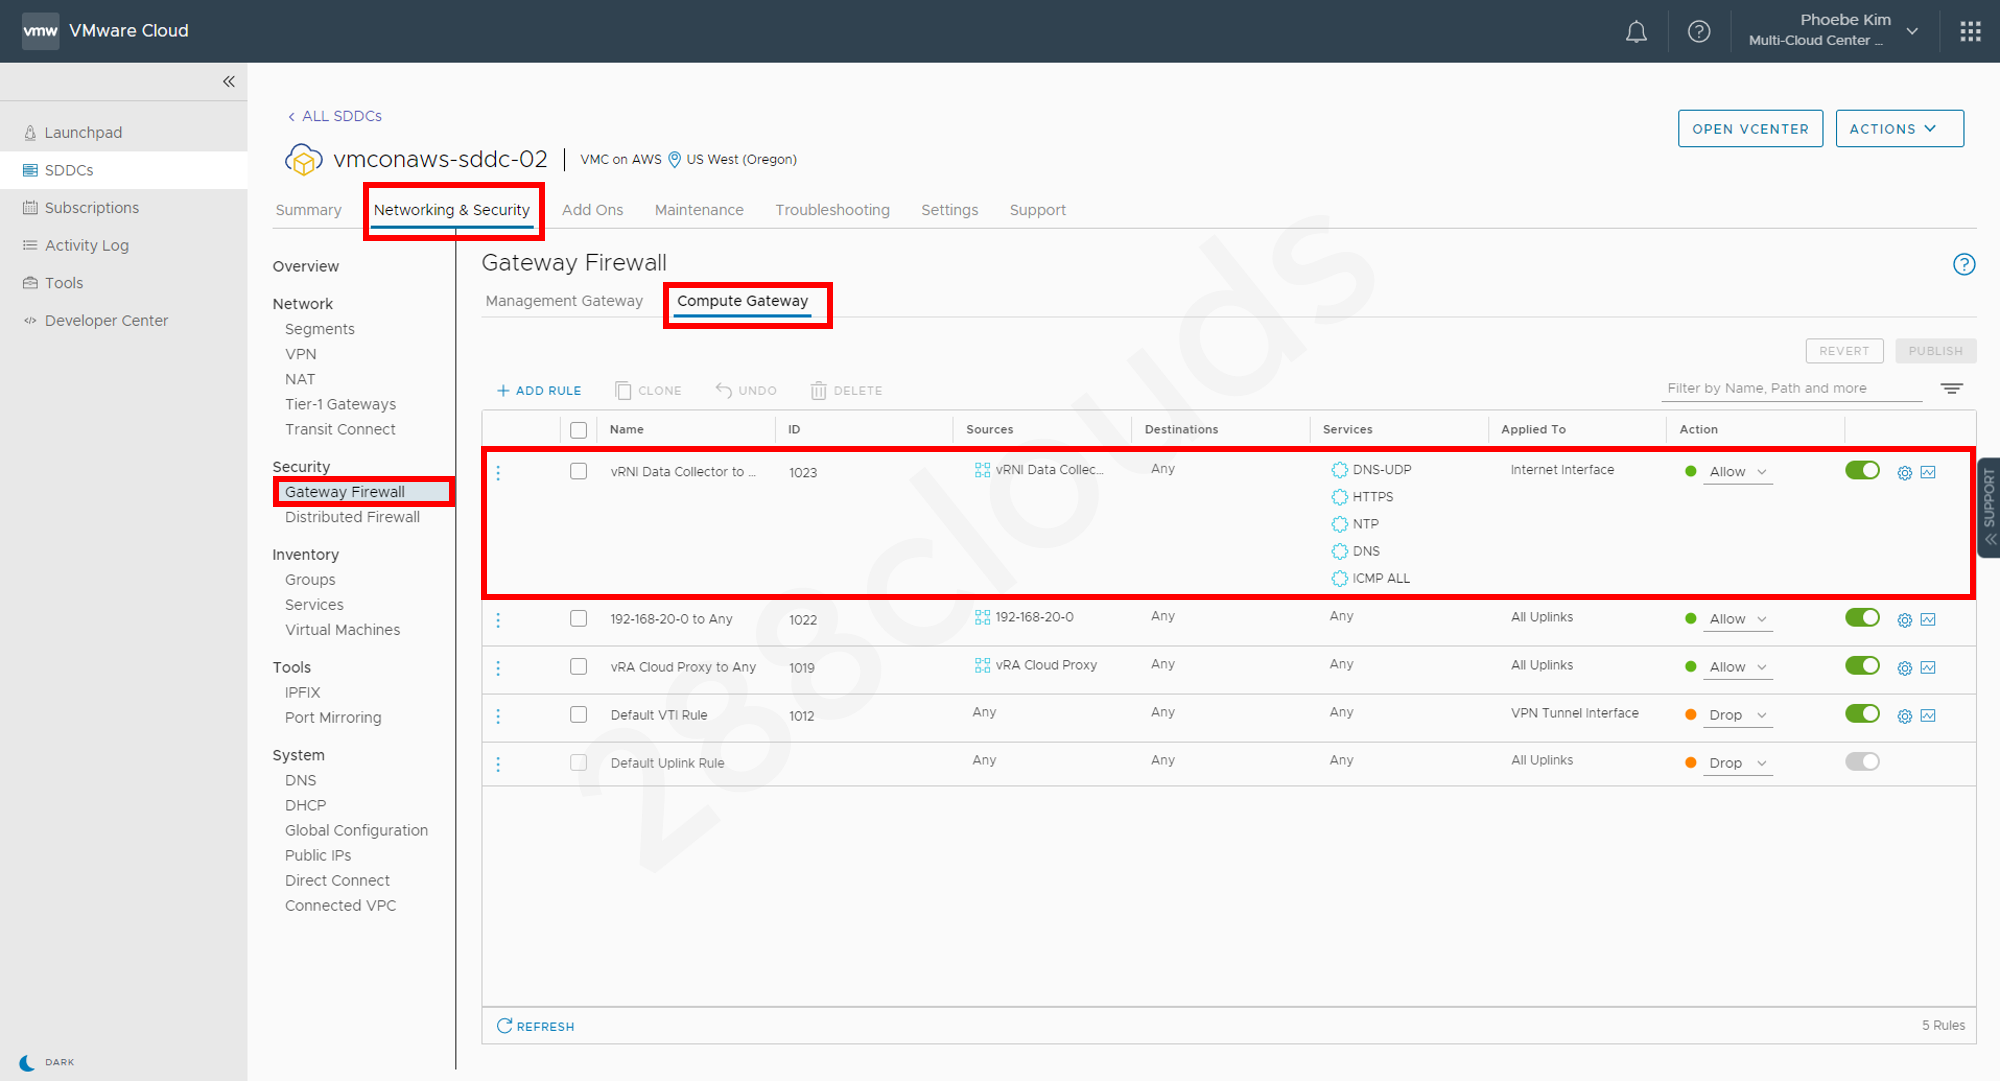 vmw VMware Cloud
Phoebe Kim
Multi-Cloud Center ...
Launchpad
SDDCs
Subscriptions
Activity Log
Tools
Developer Center
DARK
ALL SDDCs
vmconaws-sddc-02 | VMC on AWS US West (Oregon)
OPEN VCENTER
ACTIONS
Summary Networking & Security Add Ons Maintenance Troubleshooting Settings Support
Overview
Network
Segments
VPN
NAT
Tier-1 Gateways
Transit Connect
Security
Gateway Firewall
Distributed Firewall
Inventory
Groups
Services
Virtual Machines
Tools
IPFIX
Port Mirroring
System
DNS
DHCP
Global Configuration
Public IPs
Direct Connect
Connected VPC
Gateway Firewall
Management Gateway Compute Gateway
REVERT PUBLISH
ADD RULE CLONE UNDO DELETE
Filter by Name, Path and more
Name ID Sources Destinations Services Applied To Action
vRNI Data Collector to ... 1023 vRNI Data Collec... Any DNS-UDP Internet Interface Allow
HTTPS
NTP
DNS
ICMP ALL
192-168-20-0 to Any 1022 192-168-20-0 Any Any All Uplinks Allow
vRA Cloud Proxy to Any 1019 vRA Cloud Proxy Any Any All Uplinks Allow
Default VTI Rule 1012 Any Any Any VPN Tunnel Interface Drop
Default Uplink Rule Any Any Any All Uplinks Drop
REFRESH
5 Rules
SUPPORT
288clouds